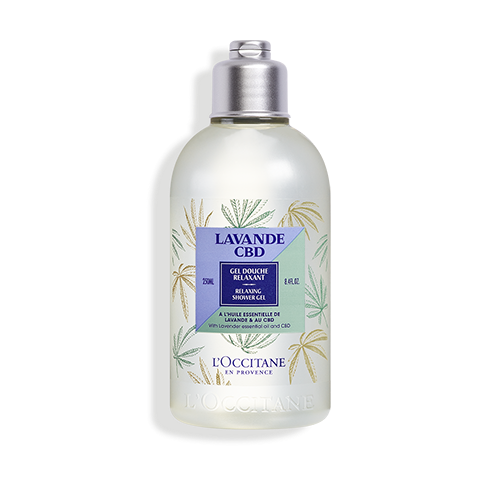 LAVANDE
CBD
250ML
GEL DOUCHE
RELAXANT
RELAXING
SHOWER GEL
8.4FL.OZ.
A L'HUILE ESSENTIELLE DE
LAVANDE & AU CBD
with Lavender essential oil and CBD
L'OCCITANE
EN PROVENCE
L'OCCITANE